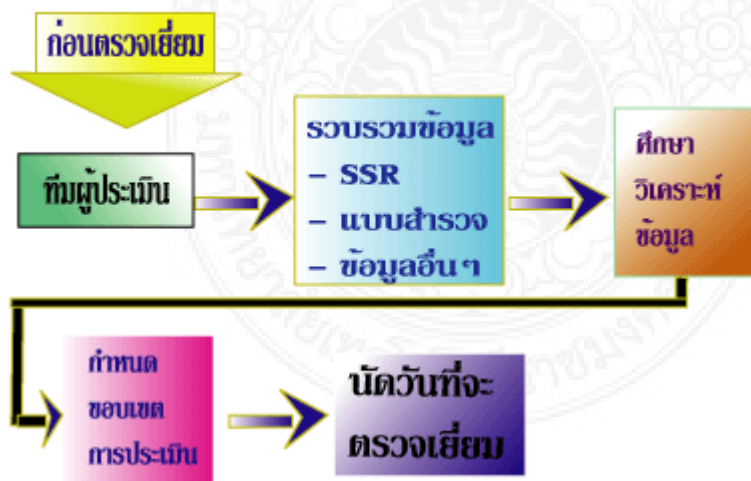 ก่อนตรวจเยี่ยม
ทีมผู้ประเมิน
รวบรวมข้อมูล
– SSR
– แบบสำรวจ
– ข้อมูลอื่นๆ
ศึกษา
วิเคราะห์
ข้อมูล
กำหนด
ขอบเขต
การประเมิน
นัดวันที่จะ
ตรวจเยี่ยม